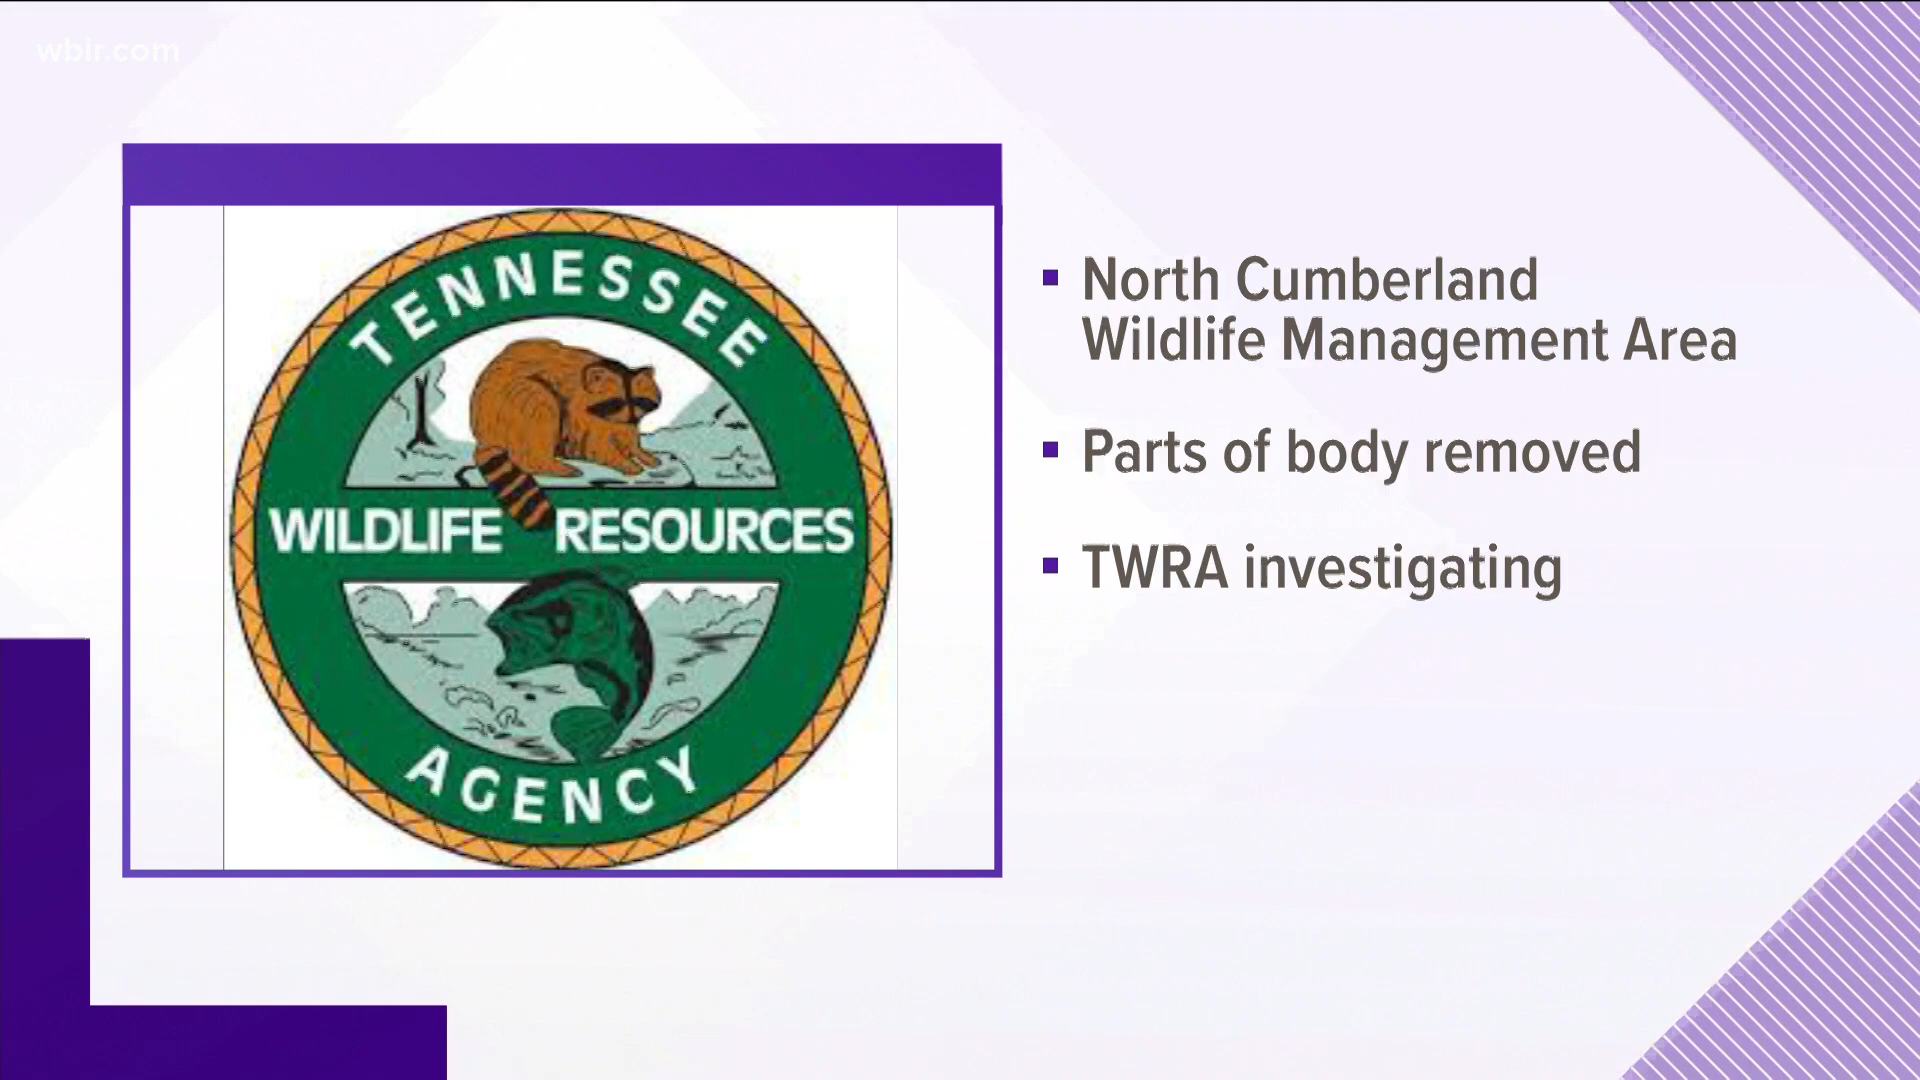 wbir.com
TENNESSEE
WILDLIFE RESOURCES
AGENCY
North Cumberland
Wildlife Management Area
Parts of body removed
TWRA investigating